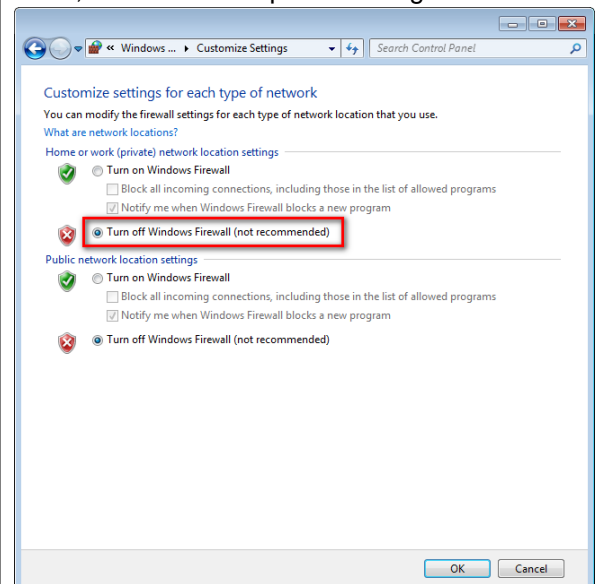 Windows ... ▸ Customize Settings
Search Control Panel
Customize settings for each type of network
You can modify the firewall settings for each type of network location that you use.
What are network locations?
Home or work (private) network location settings
Turn on Windows Firewall
Block all incoming connections, including those in the list of allowed programs
Notify me when Windows Firewall blocks a new program
Turn off Windows Firewall (not recommended)
Public network location settings
Turn on Windows Firewall
Block all incoming connections, including those in the list of allowed programs
Notify me when Windows Firewall blocks a new program
Turn off Windows Firewall (not recommended)
OK Cancel